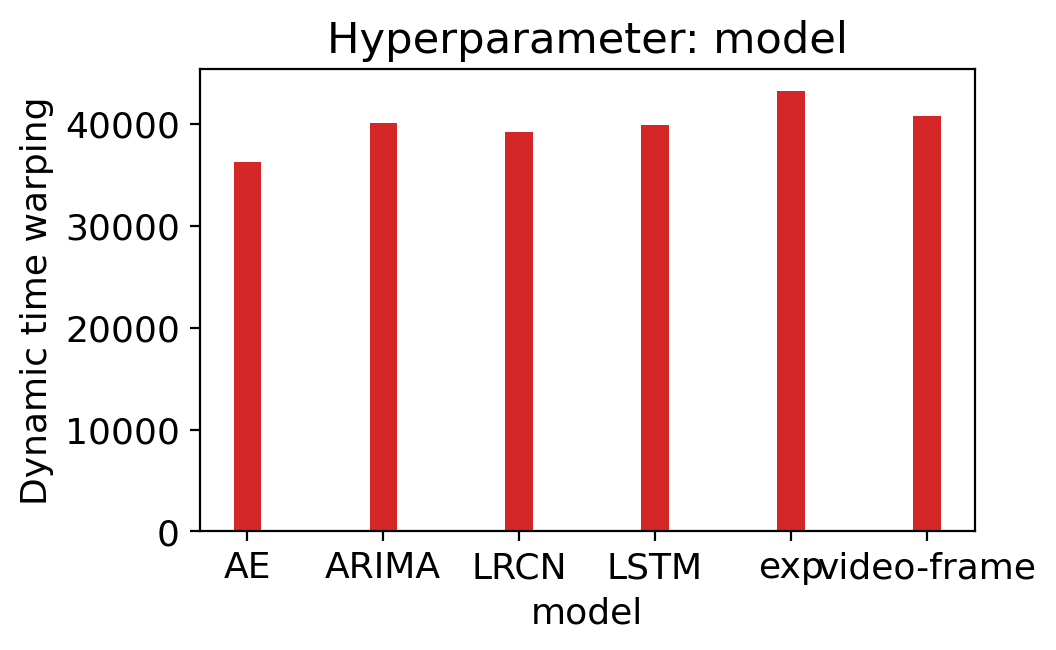 Hyperparameter: model
Dynamic time warping
40000
30000
20000
10000
0
AE ARIMA LRCN LSTM exp video-frame
model